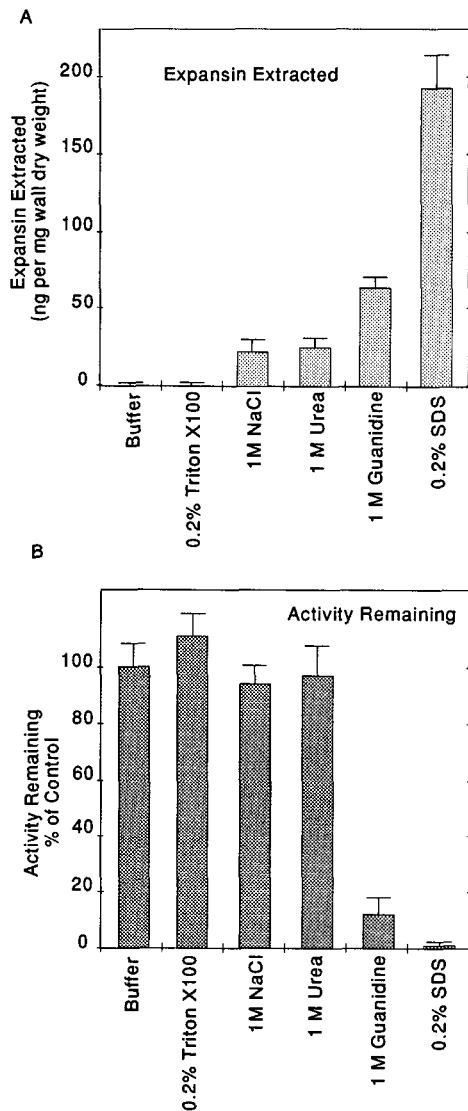 A
Expansin Extracted
Expansin Extracted
(ng per mg wall dry weight)
200
150
100
50
0
Buffer
0.2% Triton X100
1M NaCl
1 M Urea
1 M Guanidine
0.2% SDS
B
Activity Remaining
Activity Remaining
% of Control
100
80
60
40
20
0
Buffer
0.2% Triton X100
1M NaCl
1 M Urea
1 M Guanidine
0.2% SDS